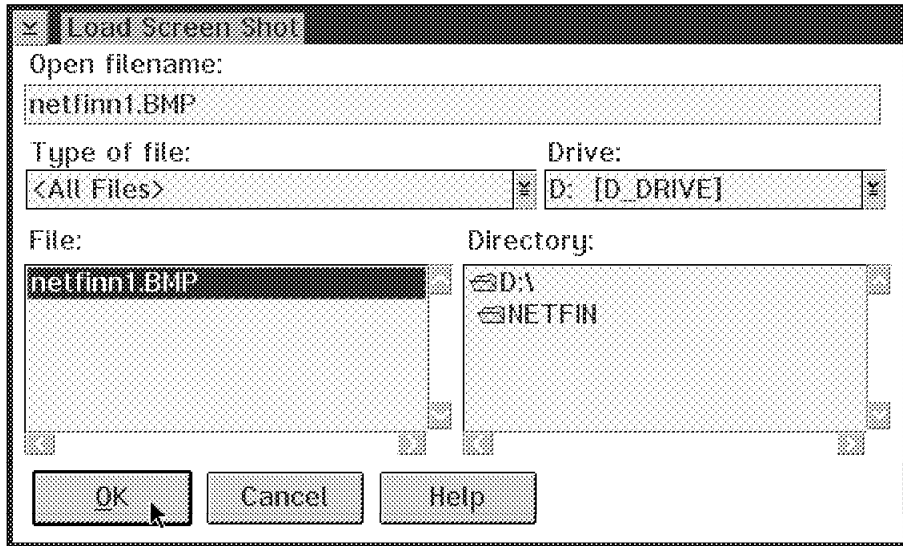 Load Screen Shot
Open filename:
netfinn1.BMP
Type of file:
Drive:
<All Files>
D: [D_DRIVE]
File:
Directory:
netfinn1.BMP
D:\
NETFIN
OK
Cancel
Help